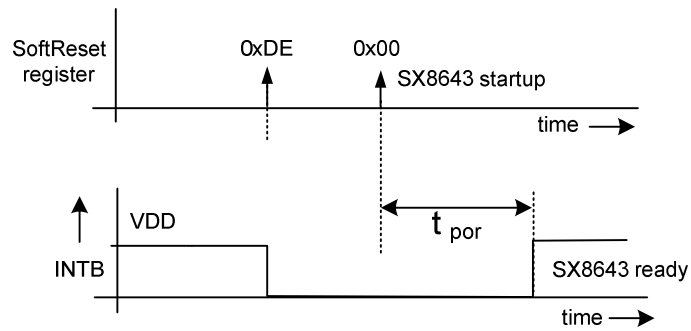 SoftReset
register
0xDE
0x00
SX8643 startup
time
VDD
INTB
t por
SX8643 ready
time